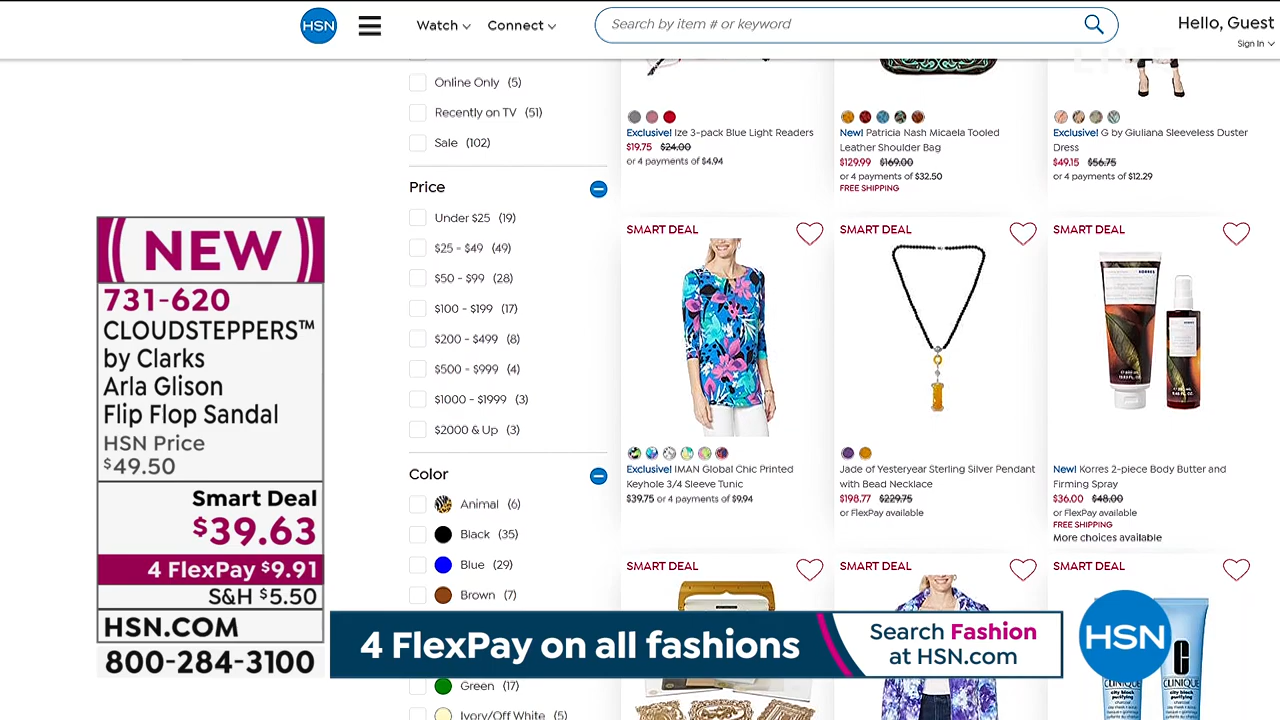 HSN
Watch
Connect
Search by item # or keyword
Hello, Guest
Sign In
LIVE
Online Only (5)
Recently on TV (51)
Sale (102)
Price
Under $25 (19)
$25 - $49 (49)
$50 - $99 (28)
$100 - $199 (17)
$200 - $499 (8)
$500 - $999 (4)
$1000 - $1999 (3)
$2000 & Up (3)
Color
Animal (6)
Black (35)
Blue (29)
Brown (7)
Green (17)
Ivory/Off White (5)
Exclusive! Ize 3-pack Blue Light Readers
$19.75 $24.00
or 4 payments of $4.94
New! Patricia Nash Micaela Tooled
Leather Shoulder Bag
$129.99 $169.00
or 4 payments of $32.50
FREE SHIPPING
Exclusive! G by Giuliana Sleeveless Duster
Dress
$49.15 $56.75
or 4 payments of $12.29
SMART DEAL
Exclusive! IMAN Global Chic Printed
Keyhole 3/4 Sleeve Tunic
$39.75 or 4 payments of $9.94
SMART DEAL
Jade of Yesteryear Sterling Silver Pendant
with Bead Necklace
$198.77 $229.75
or FlexPay available
SMART DEAL
KORRES
KORRES
New! Korres 2-piece Body Butter and
Firming Spray
$36.00 $48.00
or FlexPay available
FREE SHIPPING
More choices available
SMART DEAL
SMART DEAL
SMART DEAL
CLINIQUE
city block purifying
CLINIQUE
city block purifying
NEW
731-620
CLOUDSTEPPERS™
by Clarks
Arla Glison
Flip Flop Sandal
HSN Price
$49.50
Smart Deal
$39.63
4 FlexPay $9.91
S&H $5.50
HSN.COM
800-284-3100
4 FlexPay on all fashions
Search Fashion
at HSN.com
HSN